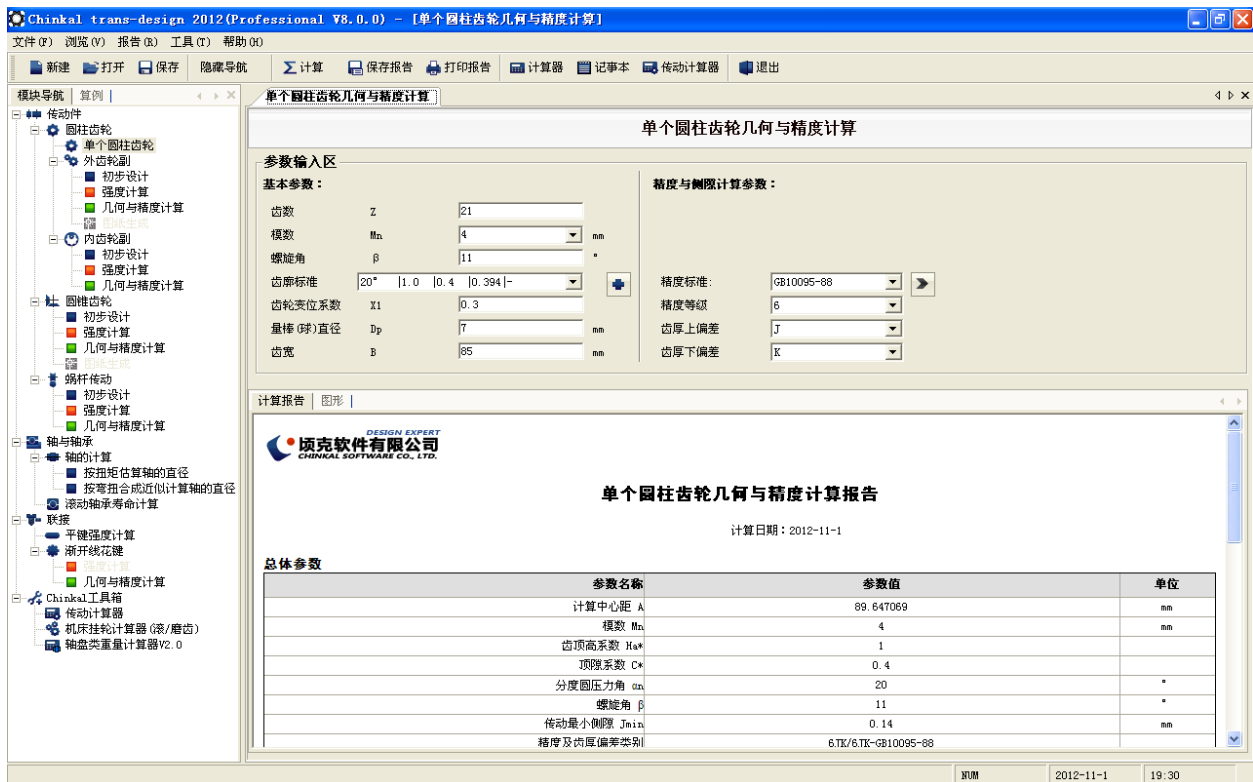 Chinkal trans-design 2012(Professional V8.0.0) - [单个圆柱齿轮几何与精度计算]
文件(F) 浏览(V) 报告(R) 工具(T) 帮助(H)
新建 打开 保存 隐藏导航 计算 保存报告 打印报告 计算器 记事本 传动计算器 退出
模块导航 算例
传动件
圆柱齿轮
单个圆柱齿轮
外齿轮副
初步设计
强度计算
几何与精度计算
图纸生成
内齿轮副
初步设计
强度计算
几何与精度计算
圆锥齿轮
初步设计
强度计算
几何与精度计算
图纸生成
蜗杆传动
初步设计
强度计算
几何与精度计算
轴与轴承
轴的计算
按扭矩估算轴的直径
按弯扭合成近似计算轴的直径
滚动轴承寿命计算
联接
平键强度计算
渐开线花键
强度计算
几何与精度计算
Chinkal工具箱
传动计算器
机床挂轮计算器(滚/磨齿)
轴盘类重量计算器V2.0
单个圆柱齿轮几何与精度计算
单个圆柱齿轮几何与精度计算
参数输入区
基本参数：
齿数 Z 21
模数 Mn 4 mm
螺旋角 β 11 °
齿廓标准 20° |1.0 |0.4 |0.394|-
齿轮变位系数 X1 0.3
量棒(球)直径 Dp 7 mm
齿宽 B 85 mm
精度与侧隙计算参数：
精度标准: GB10095-88
精度等级 6
齿厚上偏差 J
齿厚下偏差 K
计算报告 图形
DESIGN EXPERT
顷克软件有限公司
CHINKAL SOFTWARE CO., LTD.
单个圆柱齿轮几何与精度计算报告
计算日期：2012-11-1
总体参数
参数名称 参数值 单位
计算中心距 A 89.647069 mm
模数 Mn 4 mm
齿顶高系数 Ha* 1
顶隙系数 C* 0.4
分度圆压力角 αn 20 °
螺旋角 β 11 °
传动最小侧隙 Jmin 0.14 mm
精度及齿厚偏差类别 6JK/6JK-GB10095-88
NUM 2012-11-1 19:30